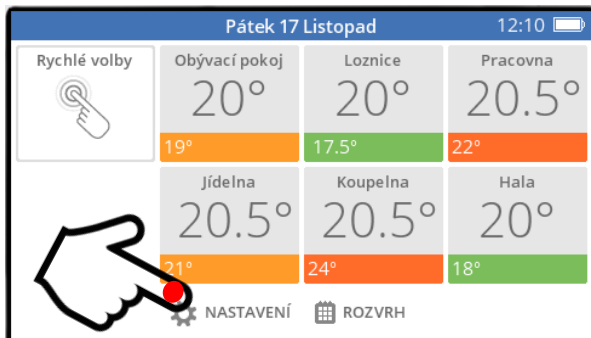 Pátek 17 Listopad 12:10
Rychlé volby
Obývací pokoj
20°
19°
Loznice
20°
17.5°
Pracovna
20.5°
22°
Jídelna
20.5°
21°
Koupelna
20.5°
24°
Hala
20°
18°
NASTAVENÍ
ROZVRH